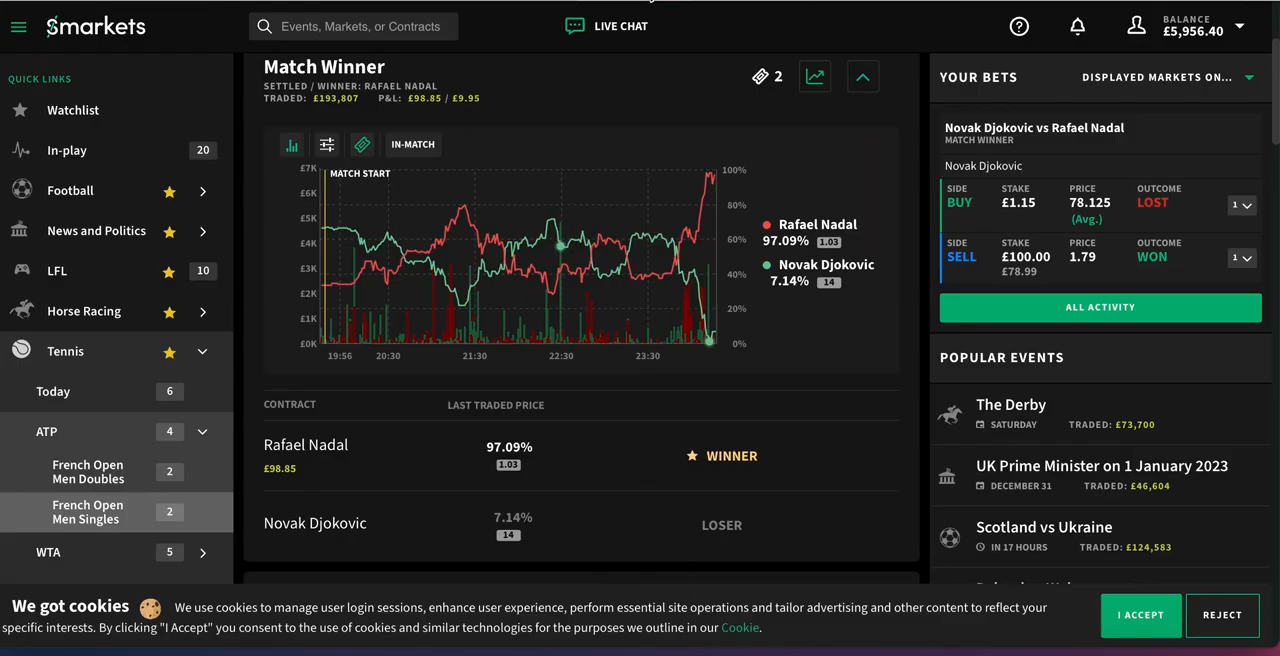 Smarkets
Events, Markets, or Contracts
LIVE CHAT
BALANCE
£5,956.40
QUICK LINKS
Watchlist
In-play 20
Football
News and Politics
LFL 10
Horse Racing
Tennis
Today 6
ATP 4
French Open
Men Doubles 2
French Open
Men Singles 2
WTA 5
Match Winner
SETTLED / WINNER: RAFAEL NADAL
TRADED: £193,807 P&L: £98.85 / £9.95
2
IN-MATCH
MATCH START
£7K
£6K
£5K
£4K
£3K
£2K
£1K
£0K
100%
80%
60%
40%
20%
0%
19:56 20:30 21:30 22:30 23:30
Rafael Nadal
97.09% 1.03
Novak Djokovic
7.14% 14
CONTRACT LAST TRADED PRICE
Rafael Nadal 97.09% WINNER
£98.85 1.03
Novak Djokovic 7.14% LOSER
14
YOUR BETS DISPLAYED MARKETS ON...
Novak Djokovic vs Rafael Nadal
MATCH WINNER
Novak Djokovic
SIDE STAKE PRICE OUTCOME
BUY £1.15 78.125 LOST 1
(Avg.)
SIDE STAKE PRICE OUTCOME
SELL £100.00 1.79 WON 1
£78.99
ALL ACTIVITY
POPULAR EVENTS
The Derby
SATURDAY TRADED: £73,700
UK Prime Minister on 1 January 2023
DECEMBER 31 TRADED: £46,604
Scotland vs Ukraine
IN 17 HOURS TRADED: £124,583
We got cookies We use cookies to manage user login sessions, enhance user experience, perform essential site operations and tailor advertising and other content to reflect your
specific interests. By clicking "I Accept" you consent to the use of cookies and similar technologies for the purposes we outline in our Cookie.
I ACCEPT REJECT